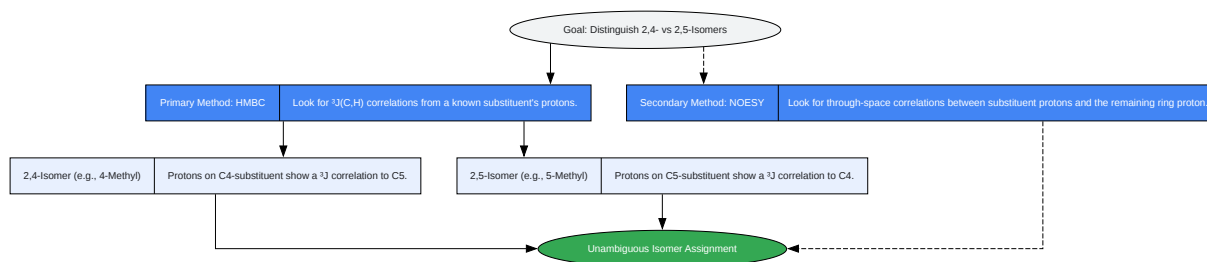 Goal: Distinguish 2,4- vs 2,5-Isomers
Primary Method: HMBC
Look for ³J(C,H) correlations from a known substituent's protons.
Secondary Method: NOESY
Look for through-space correlations between substituent protons and the remaining ring proton.
2,4-Isomer (e.g., 4-Methyl)
Protons on C4-substituent show a ³J correlation to C5.
2,5-Isomer (e.g., 5-Methyl)
Protons on C5-substituent show a ³J correlation to C4.
Unambiguous Isomer Assignment